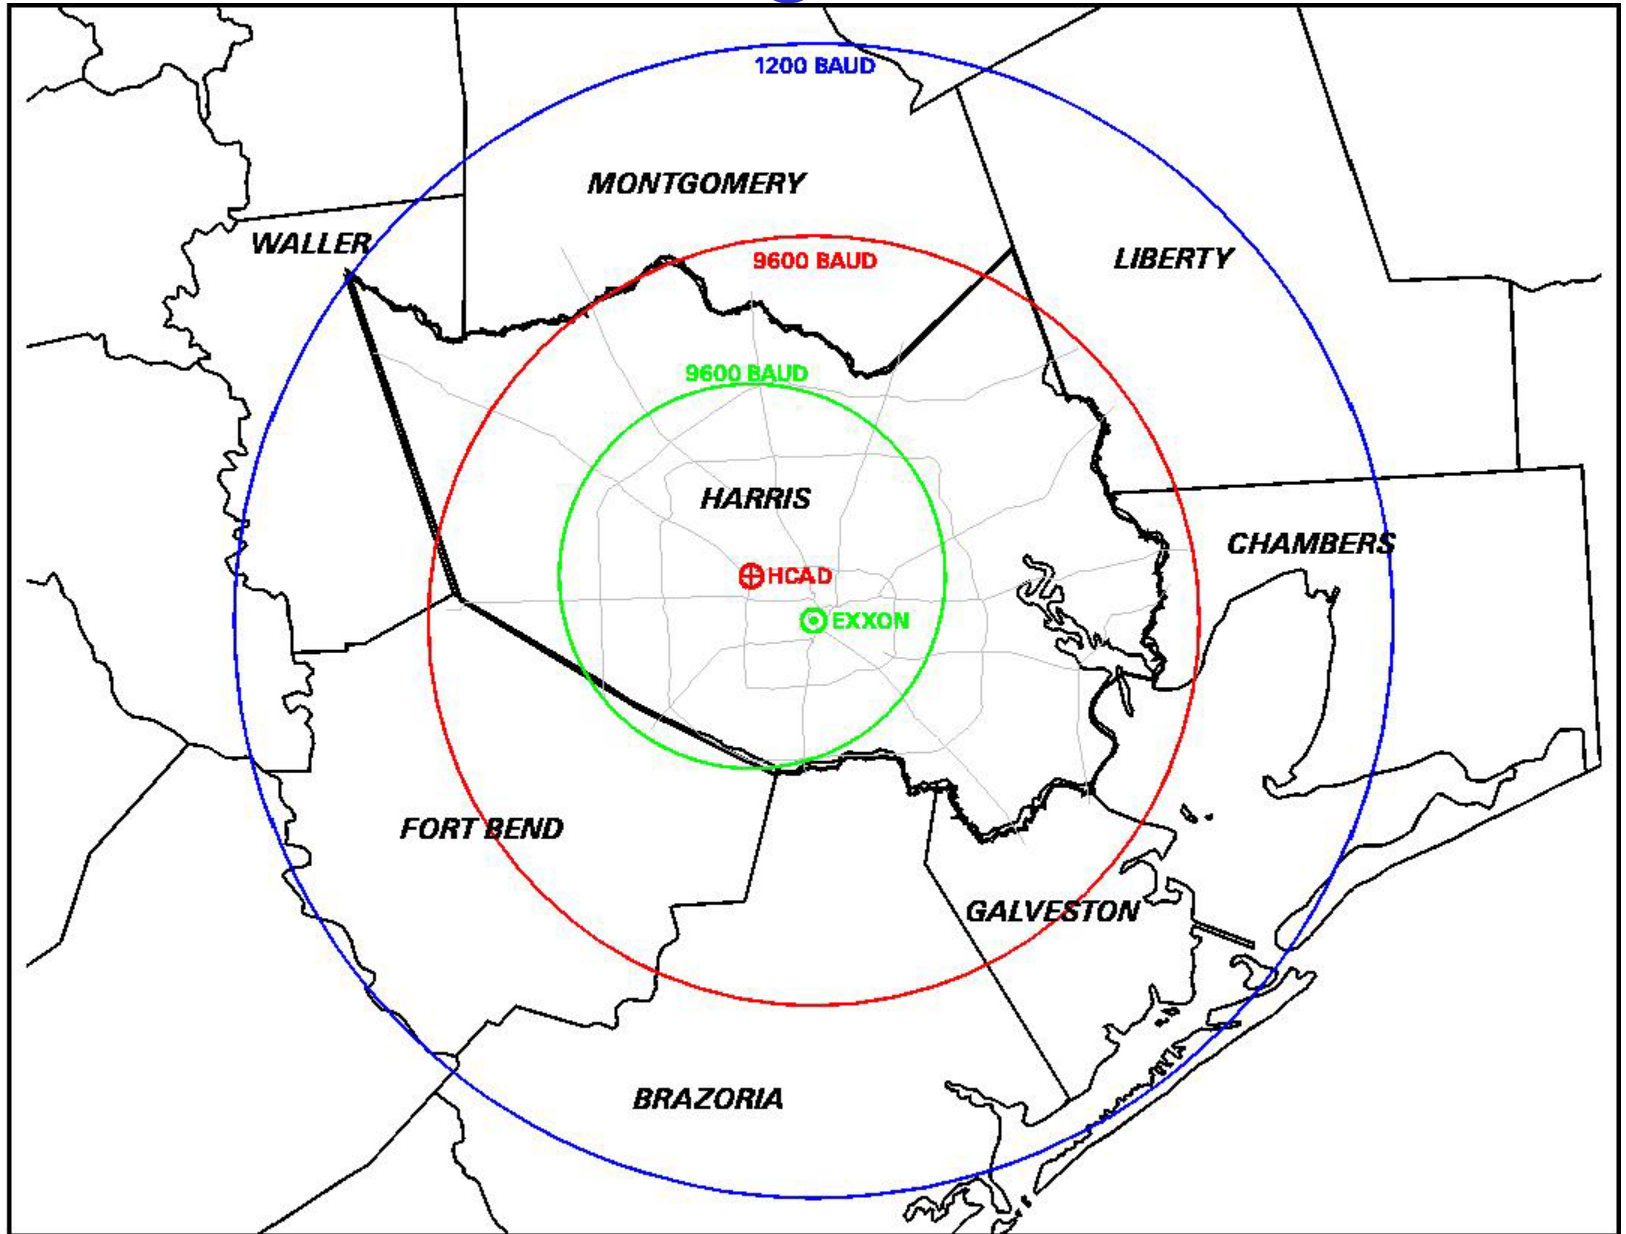 1200 BAUD
MONTGOMERY
WALLER
9600 BAUD
LIBERTY
9600 BAUD
HARRIS
CHAMBERS
HCAD
EXXON
FORT BEND
GALVESTON
BRAZORIA